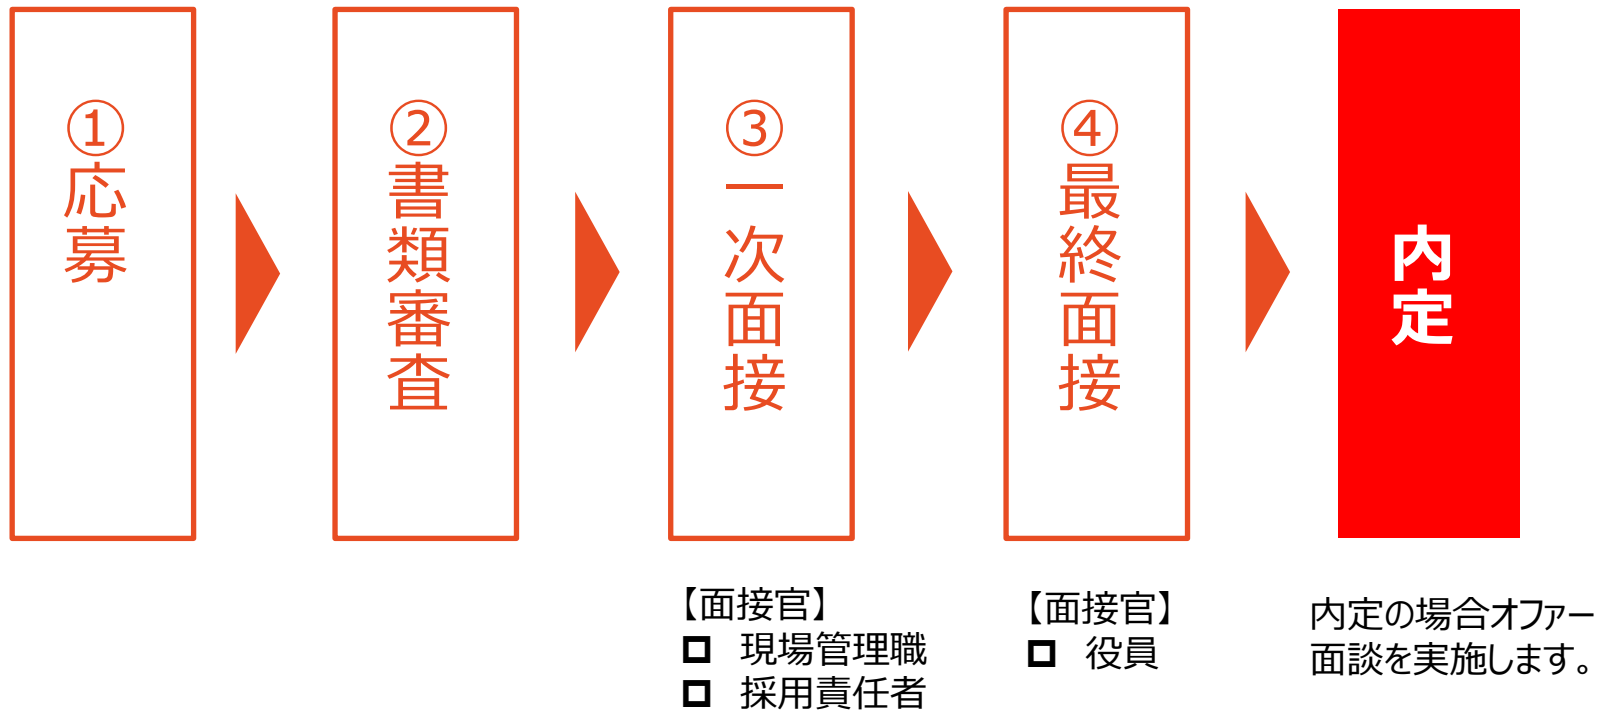 ①応募
②書類審査
③一次面接
④最終面接
内定
【面接官】
現場管理職
採用責任者
【面接官】
役員
内定の場合オファー
面談を実施します。